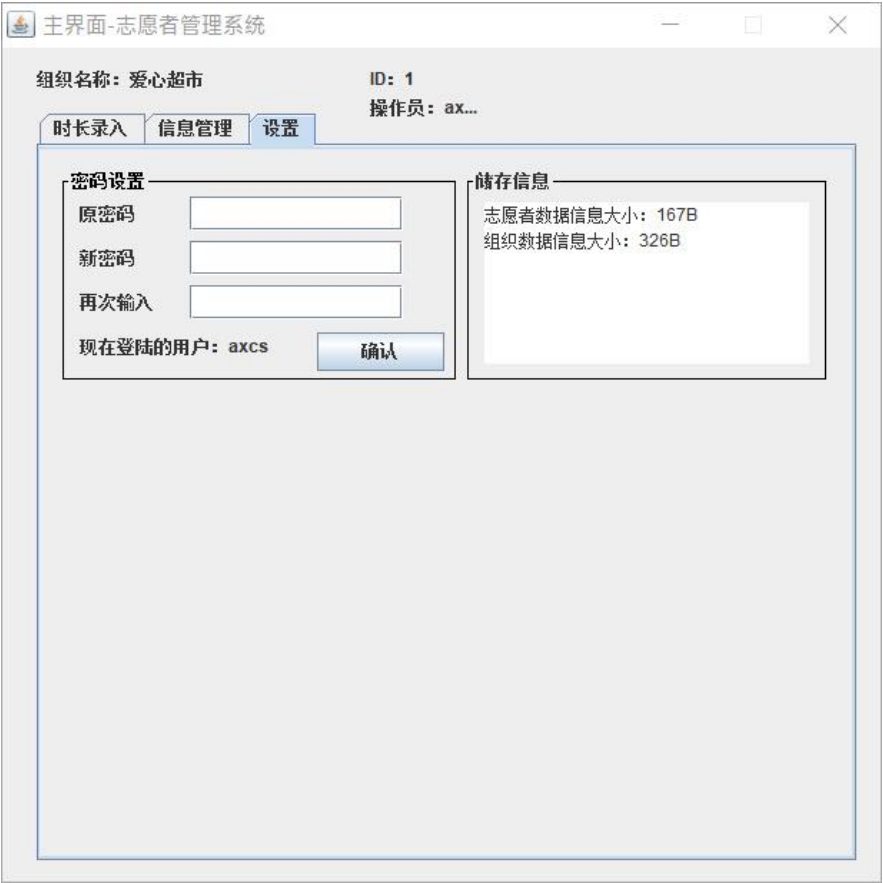 主界面-志愿者管理系统
组织名称：爱心超市
ID：1
操作员：ax...
时长录入 信息管理 设置
密码设置
原密码
新密码
再次输入
现在登陆的用户：axcs
确认
储存信息
志愿者数据信息大小：167B
组织数据信息大小：326B